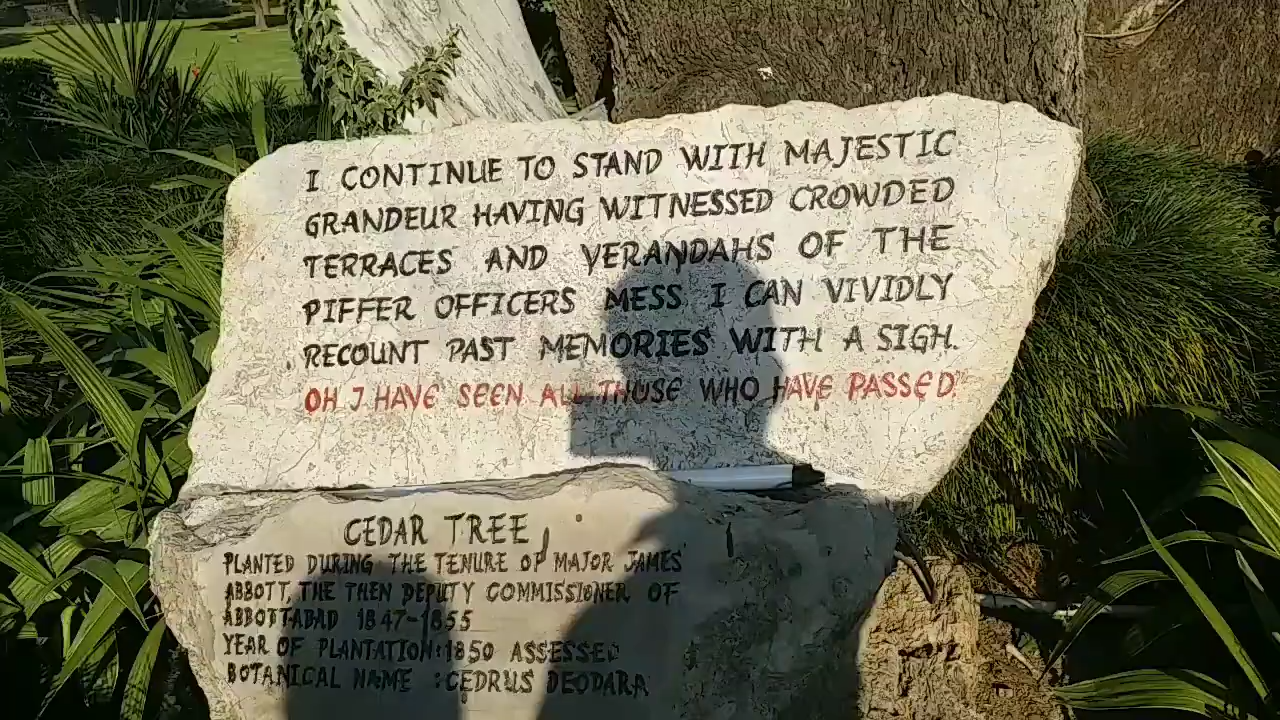 I CONTINUE TO STAND WITH MAJESTIC
GRANDEUR HAVING WITNESSED CROWDED
TERRACES AND VERANDAHS OF THE
PIFFER OFFICERS MESS I CAN VIVIDLY
RECOUNT PAST MEMORIES WITH A SIGH.
OH I HAVE SEEN ALL THOSE WHO HAVE PASSED.
CEDAR TREE
PLANTED DURING THE TENURE OF MAJOR JAMES
ABBOTT, THE THEN DEPUTY COMMISSIONER OF
ABBOTTABAD 1847-1855
YEAR OF PLANTATION:1850 ASSESSED
BOTANICAL NAME :CEDRUS DEODARA